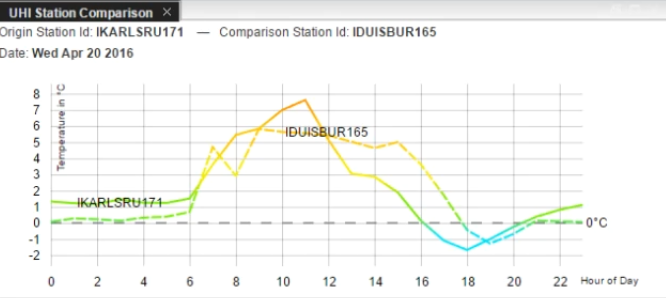 UHI Station Comparison ×
Origin Station Id: IKARLSRU171 — Comparison Station Id: IDUISBUR165
Date: Wed Apr 20 2016
Temperature in °C
8
7
6
5
4
3
2
1
0
-1
-2
IDUISBUR165
IKARLSRU171
0°C
0 2 4 6 8 10 12 14 16 18 20 22 Hour of Day